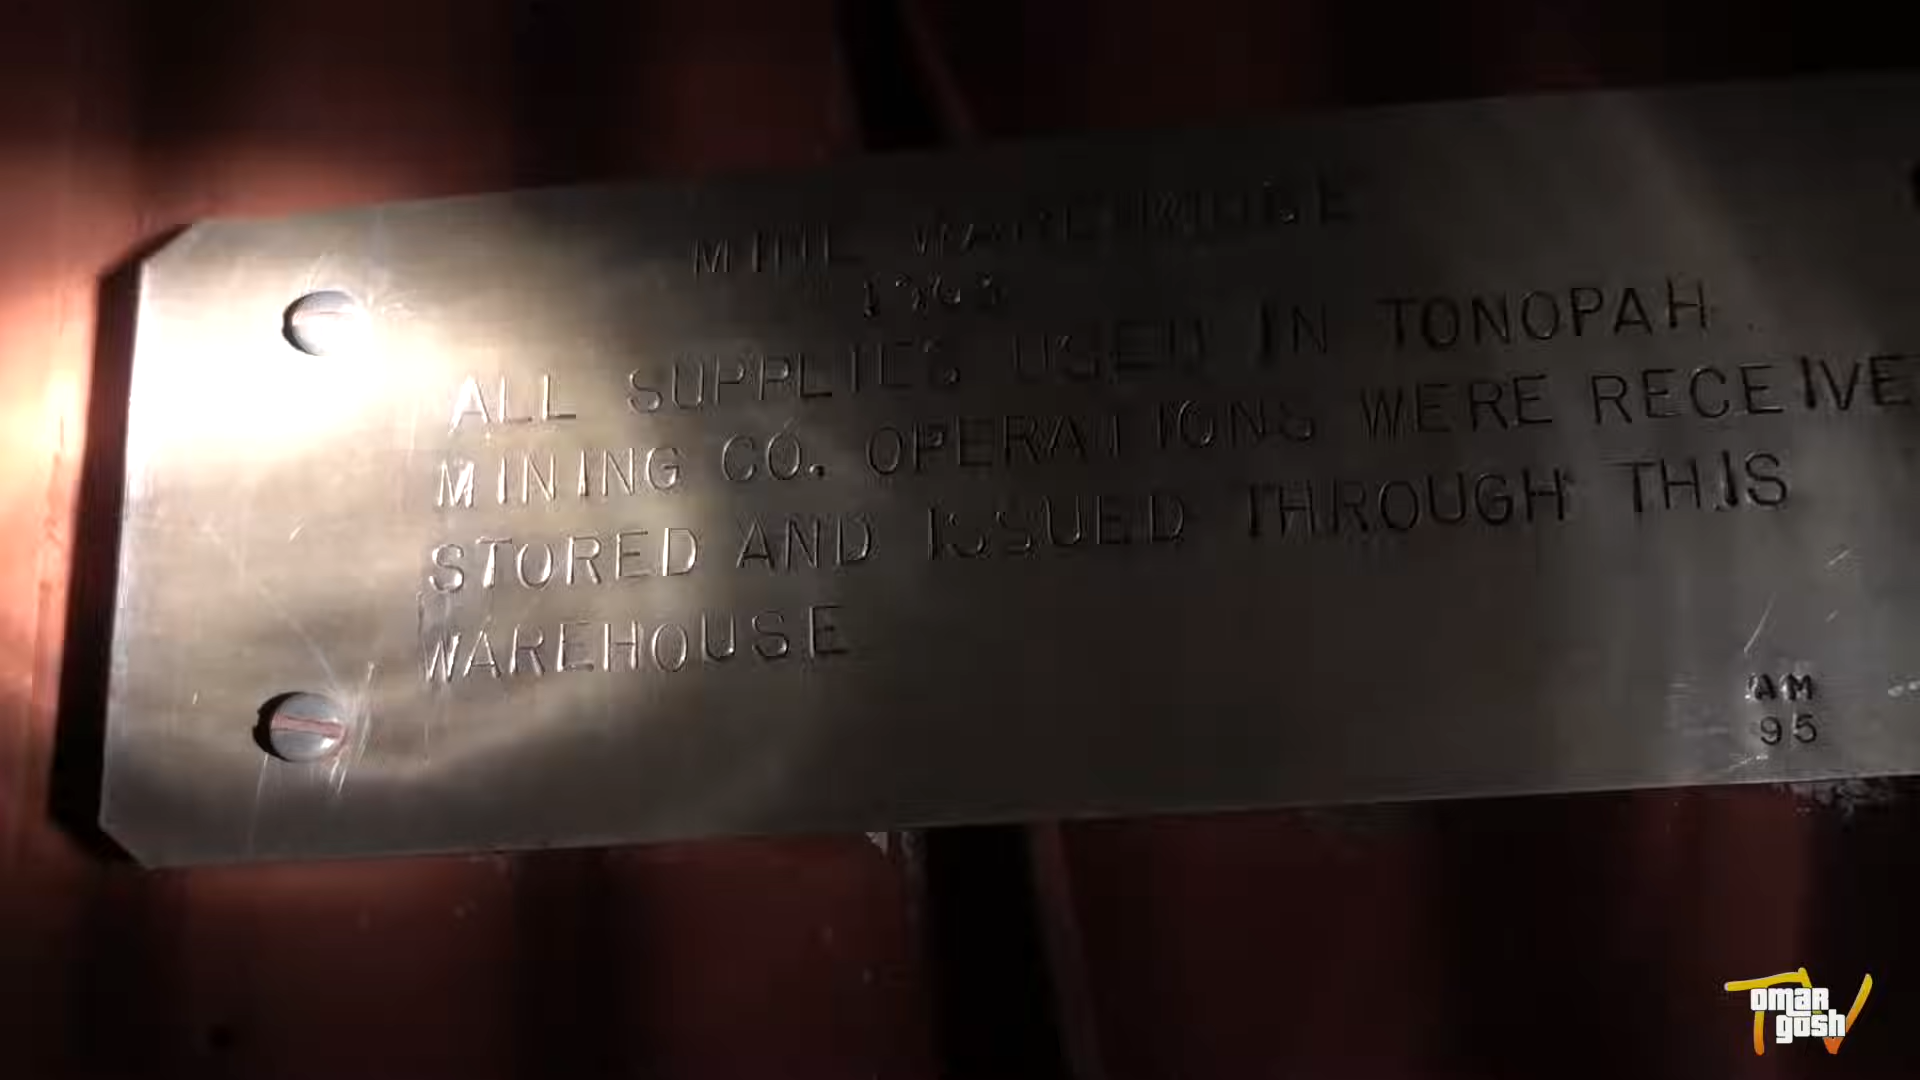 MINE WAREHOUSE
ALL SUPPLIES USED IN TONOPAH
MINING CO. OPERATIONS WERE RECEIVE
STORED AND ISSUED THROUGH THIS
WAREHOUSE
AM
95
OMAR
GOSH
TV